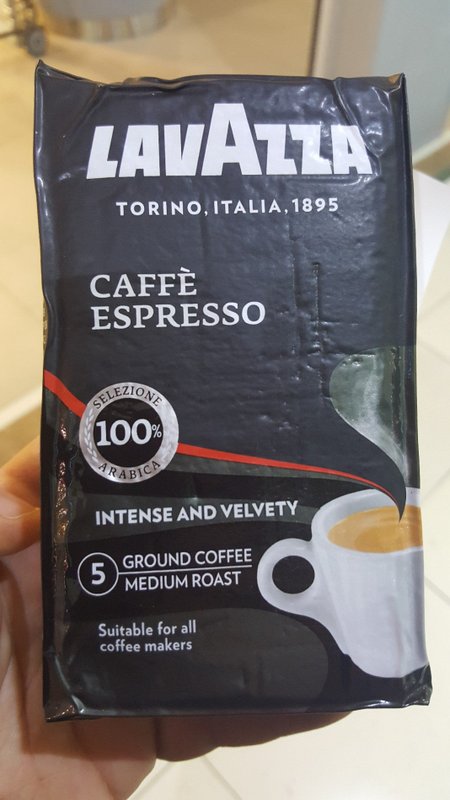 LAVAZZA
TORINO, ITALIA, 1895
CAFFÈ
ESPRESSO
SELEZIONE
100%
ARABICA
INTENSE AND VELVETY
5
GROUND COFFEE
MEDIUM ROAST
Suitable for all
coffee makers